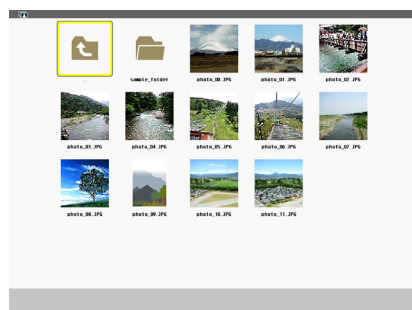 ..
sample_folder
photo_00.JPG
photo_01.JPG
photo_02.JPG
photo_03.JPG
photo_04.JPG
photo_05.JPG
photo_06.JPG
photo_07.JPG
photo_08.JPG
photo_09.JPG
photo_10.JPG
photo_11.JPG